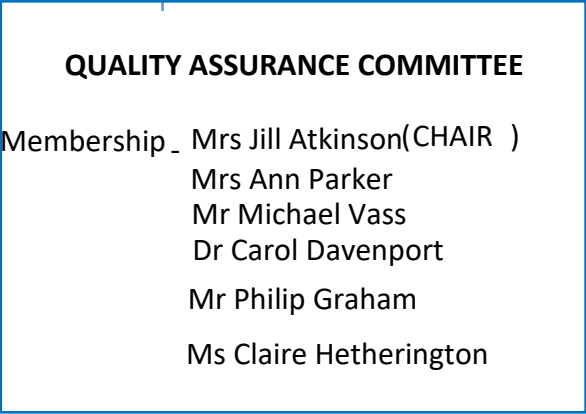 QUALITY ASSURANCE COMMITTEE
Membership - Mrs Jill Atkinson(CHAIR )
Mrs Ann Parker
Mr Michael Vass
Dr Carol Davenport
Mr Philip Graham
Ms Claire Hetherington